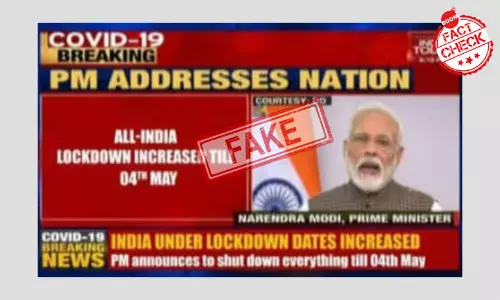 COVID-19
BREAKING
PM ADDRESSES NATION
BOOM
FACT
CHECK
COURTESY: DD
ALL-INDIA
LOCKDOWN INCREASED TILL
04TH MAY
FAKE
NARENDRA MODI, PRIME MINISTER
COVID-19
BREAKING
NEWS
INDIA UNDER LOCKDOWN DATES INCREASED
PM announces to shut down everything till 04th May